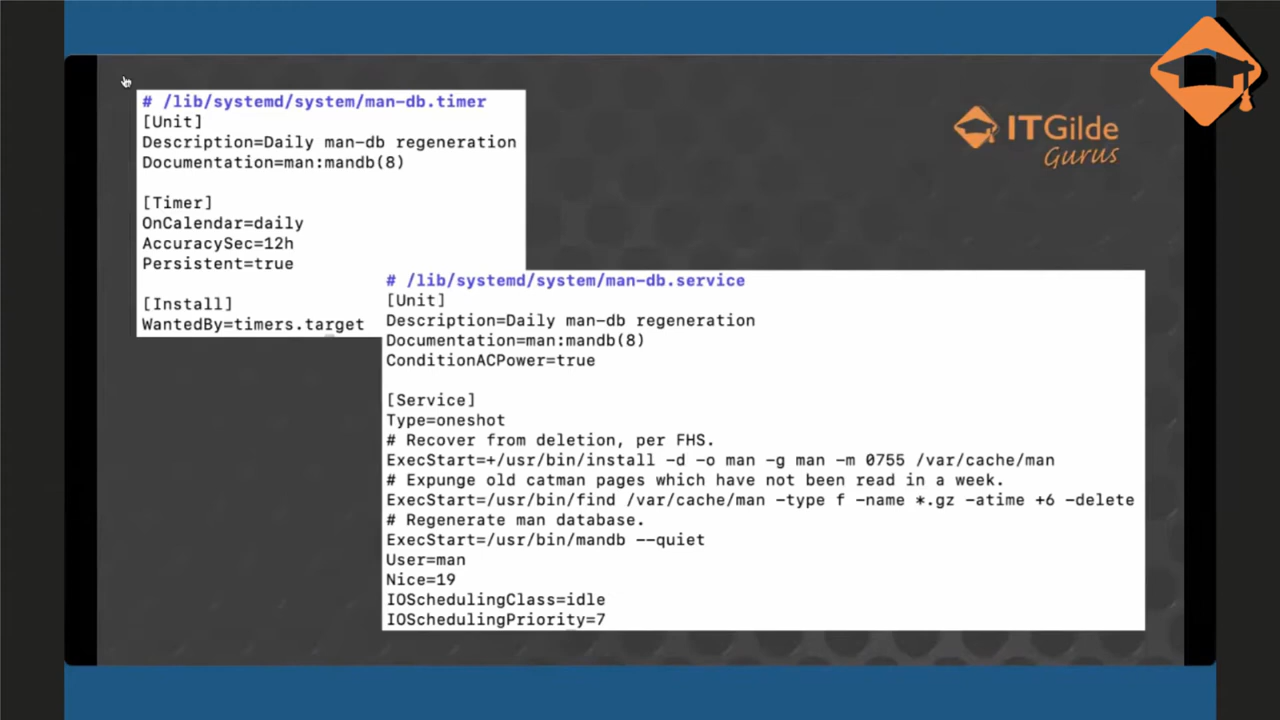 # /lib/systemd/system/man-db.timer
[Unit]
Description=Daily man-db regeneration
Documentation=man:mandb(8)
[Timer]
OnCalendar=daily
AccuracySec=12h
Persistent=true
[Install]
WantedBy=timers.target
ITGilde
Gurus
# /lib/systemd/system/man-db.service
[Unit]
Description=Daily man-db regeneration
Documentation=man:mandb(8)
ConditionACPower=true
[Service]
Type=oneshot
# Recover from deletion, per FHS.
ExecStart=+/usr/bin/install -d -o man -g man -m 0755 /var/cache/man
# Expunge old catman pages which have not been read in a week.
ExecStart=/usr/bin/find /var/cache/man -type f -name *.gz -atime +6 -delete
# Regenerate man database.
ExecStart=/usr/bin/mandb --quiet
User=man
Nice=19
IOSchedulingClass=idle
IOSchedulingPriority=7